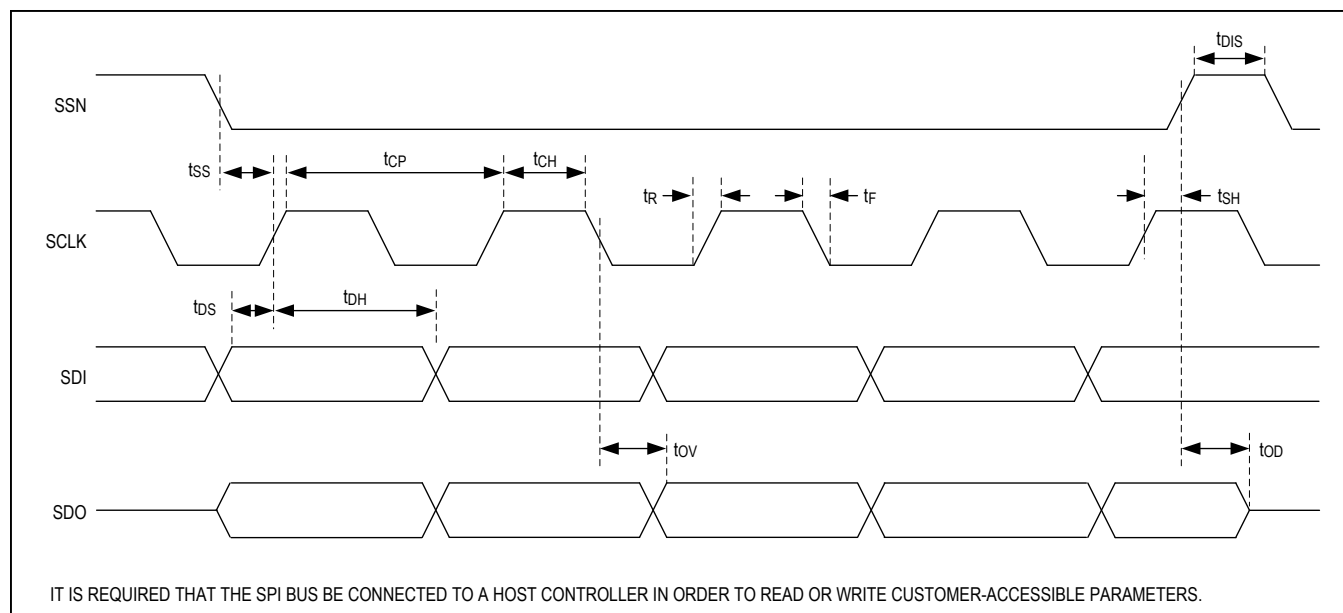 tDIS
SSN
tSS
tCP
tCH
tR
tF
tSH
SCLK
tDS
tDH
SDI
tOV
tOD
SDO
IT IS REQUIRED THAT THE SPI BUS BE CONNECTED TO A HOST CONTROLLER IN ORDER TO READ OR WRITE CUSTOMER-ACCESSIBLE PARAMETERS.